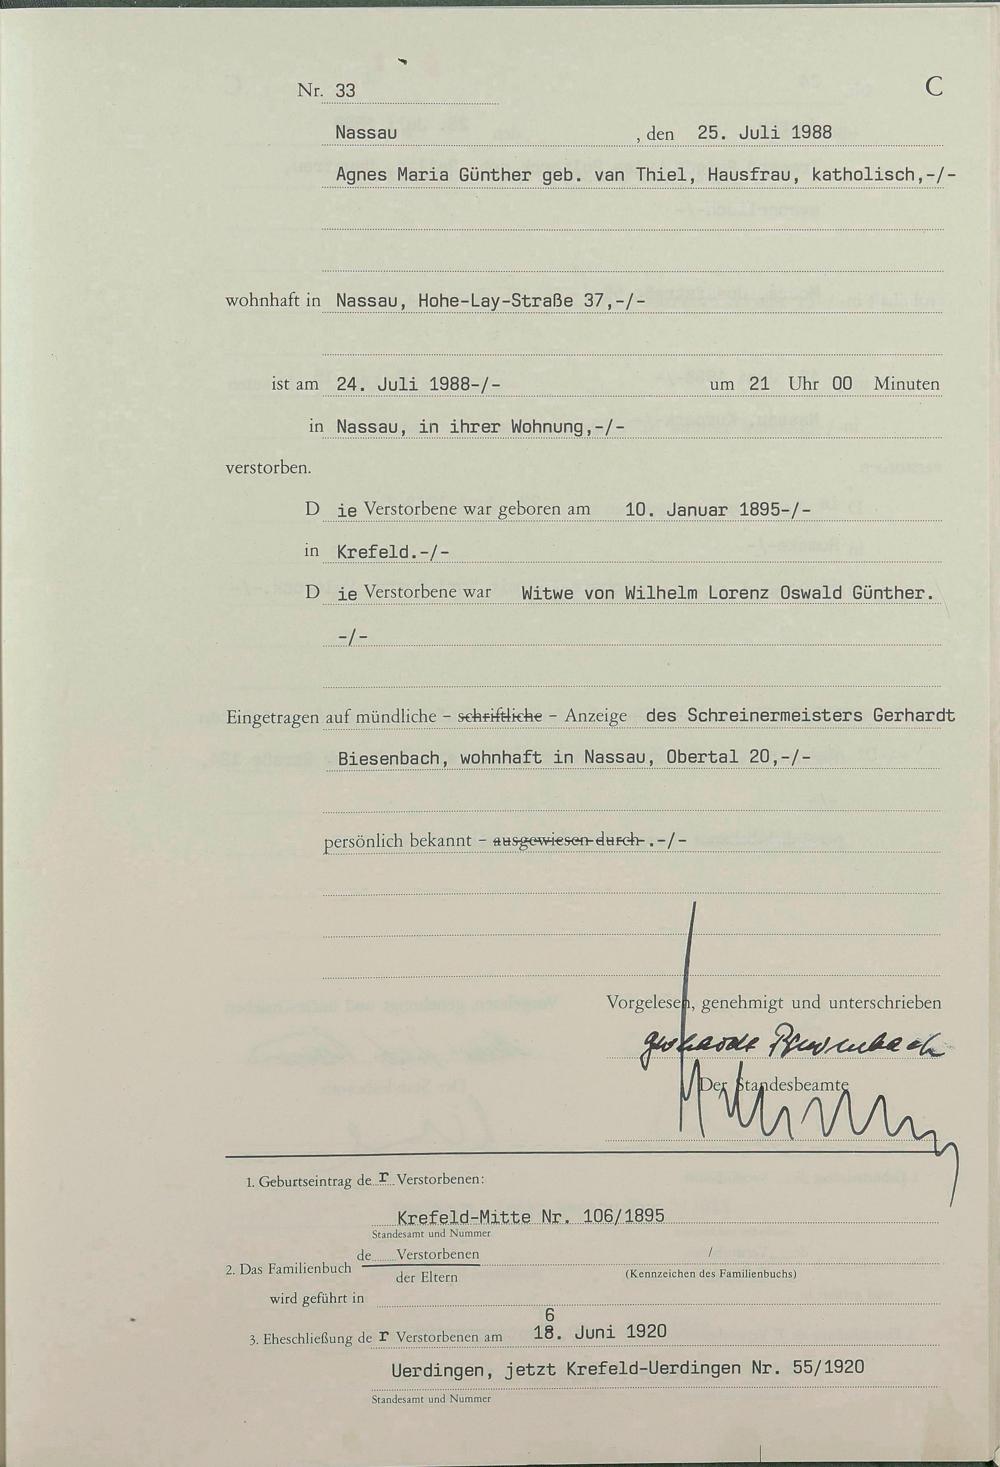 Nr. 33
C
Nassau , den 25. Juli 1988
Agnes Maria Günther geb. van Thiel, Hausfrau, katholisch,-/-
wohnhaft in Nassau, Hohe-Lay-Straße 37,-/-
ist am 24. Juli 1988-/- um 21 Uhr 00 Minuten
in Nassau, in ihrer Wohnung,-/-
verstorben.
D ie Verstorbene war geboren am 10. Januar 1895-/-
in Krefeld.-/-
D ie Verstorbene war Witwe von Wilhelm Lorenz Oswald Günther.
-/-
Eingetragen auf mündliche - schriftliche - Anzeige des Schreinermeisters Gerhardt
Biesenbach, wohnhaft in Nassau, Obertal 20,-/-
persönlich bekannt - ausgewiesen durch .-/-
Vorgelesen, genehmigt und unterschrieben
Gerhardt Biesenbach
Der Standesbeamte
1. Geburtseintrag de r Verstorbenen:
Krefeld-Mitte Nr. 106/1895
Standesamt und Nummer
2. Das Familienbuch de Verstorbenen /
der Eltern (Kennzeichen des Familienbuchs)
wird geführt in
6
3. Eheschließung de r Verstorbenen am 18. Juni 1920
Uerdingen, jetzt Krefeld-Uerdingen Nr. 55/1920
Standesamt und Nummer